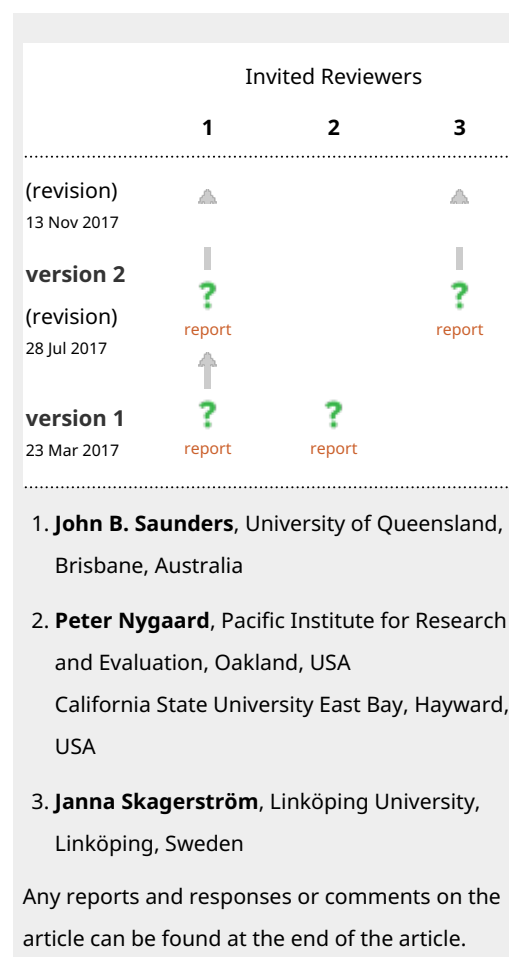 Invited Reviewers
1 2 3
(revision)
13 Nov 2017
version 2
? ?
(revision)
report report
28 Jul 2017
version 1
? ?
23 Mar 2017 report report
1. John B. Saunders, University of Queensland,
Brisbane, Australia
2. Peter Nygaard, Pacific Institute for Research
and Evaluation, Oakland, USA
California State University East Bay, Hayward,
USA
3. Janna Skagerström, Linköping University,
Linköping, Sweden
Any reports and responses or comments on the
article can be found at the end of the article.